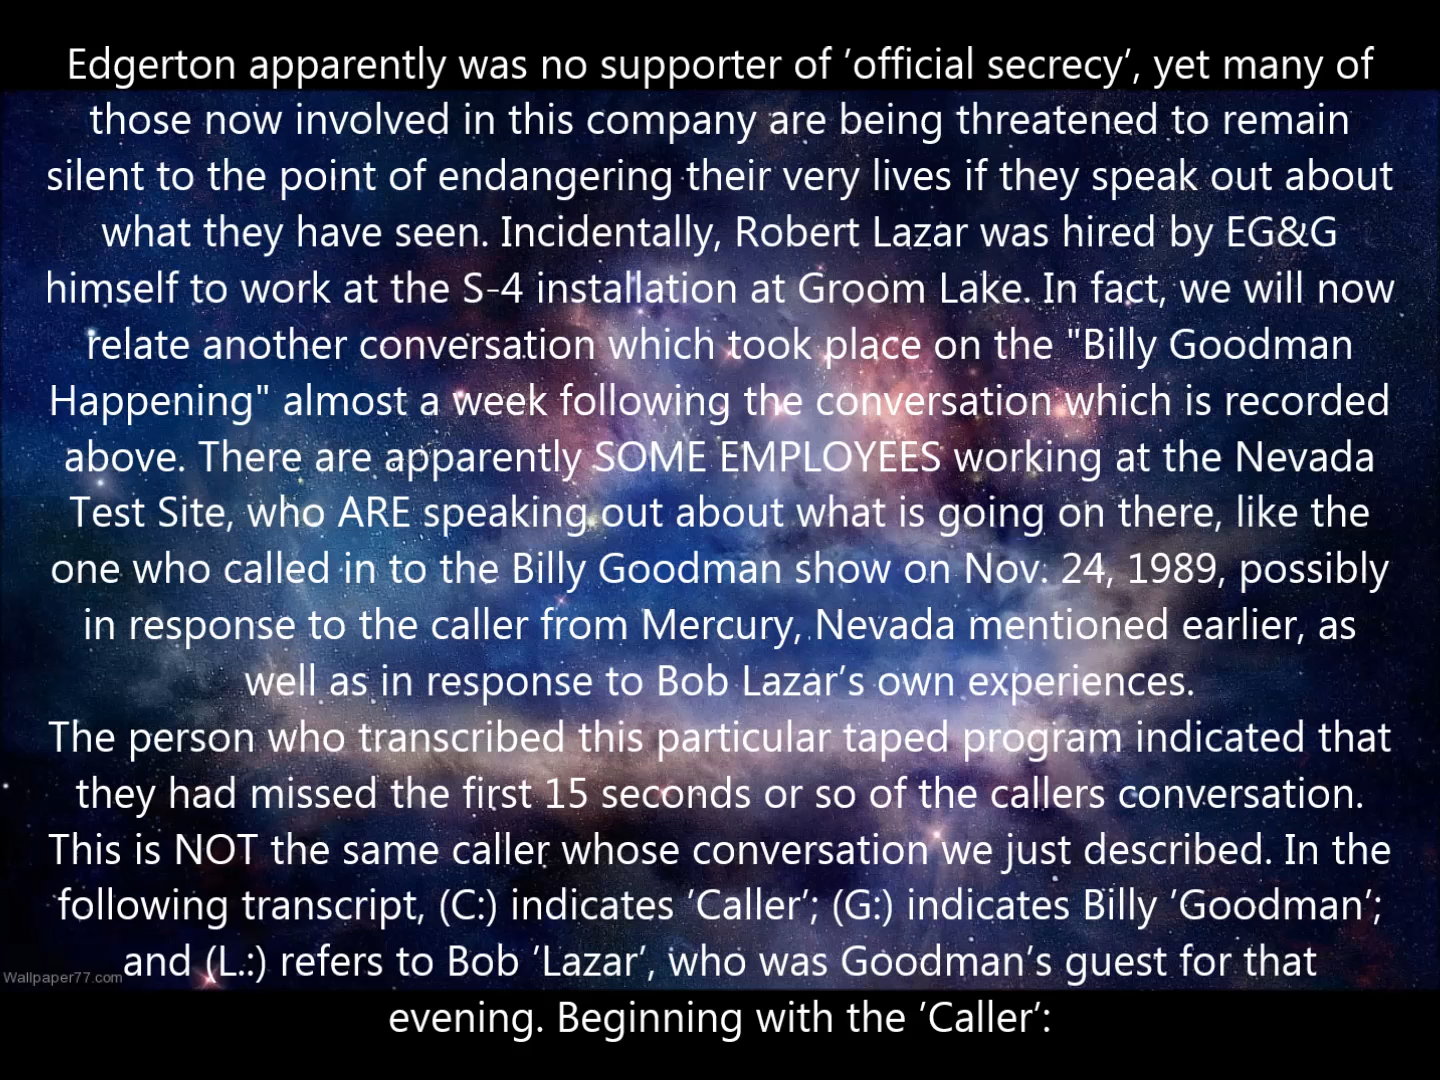 Edgerton apparently was no supporter of ’official secrecy’, yet many of
those now involved in this company are being threatened to remain
silent to the point of endangering their very lives if they speak out about
what they have seen. Incidentally, Robert Lazar was hired by EG&G
himself to work at the S-4 installation at Groom Lake. In fact, we will now
relate another conversation which took place on the "Billy Goodman
Happening" almost a week following the conversation which is recorded
above. There are apparently SOME EMPLOYEES working at the Nevada
Test Site, who ARE speaking out about what is going on there, like the
one who called in to the Billy Goodman show on Nov. 24, 1989, possibly
in response to the caller from Mercury, Nevada mentioned earlier, as
well as in response to Bob Lazar’s own experiences.
The person who transcribed this particular taped program indicated that
they had missed the first 15 seconds or so of the callers conversation.
This is NOT the same caller whose conversation we just described. In the
following transcript, (C:) indicates ’Caller’; (G:) indicates Billy ’Goodman’;
and (L.:) refers to Bob ’Lazar’, who was Goodman’s guest for that
Wallpaper77.com
evening. Beginning with the ’Caller’: